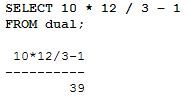 SELECT 10 * 12 / 3 - 1
FROM dual;
10*12/3-1
----------
39